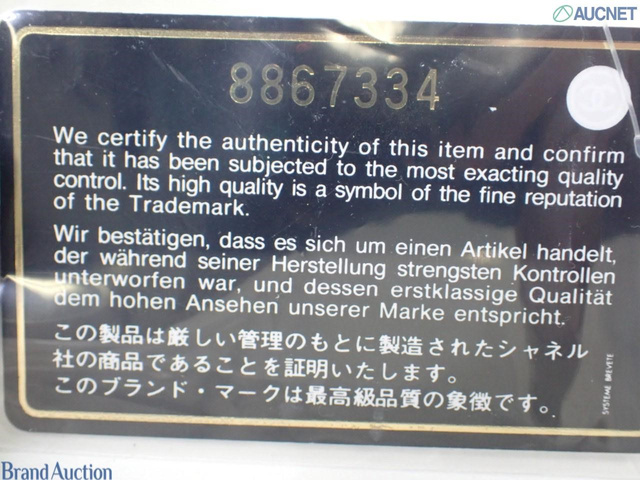 AUCNET
8867334
We certify the authenticity of this item and confirm
that it has been subjected to the most exacting quality
control. Its high quality is a symbol of the fine reputation
of the Trademark.
Wir bestätigen, dass es sich um einen Artikel handelt,
der während seiner Herstellung strengsten Kontrollen
unterworfen war, und dessen erstklassige Qualität
dem hohen Ansehen unserer Marke entspricht.
この製品は厳しい管理のもとに製造されたシャネル
社の商品であることを証明いたします。
このブランド・マークは最高級品質の象徴です。
SYSTEME BREVETE
Brand Auction